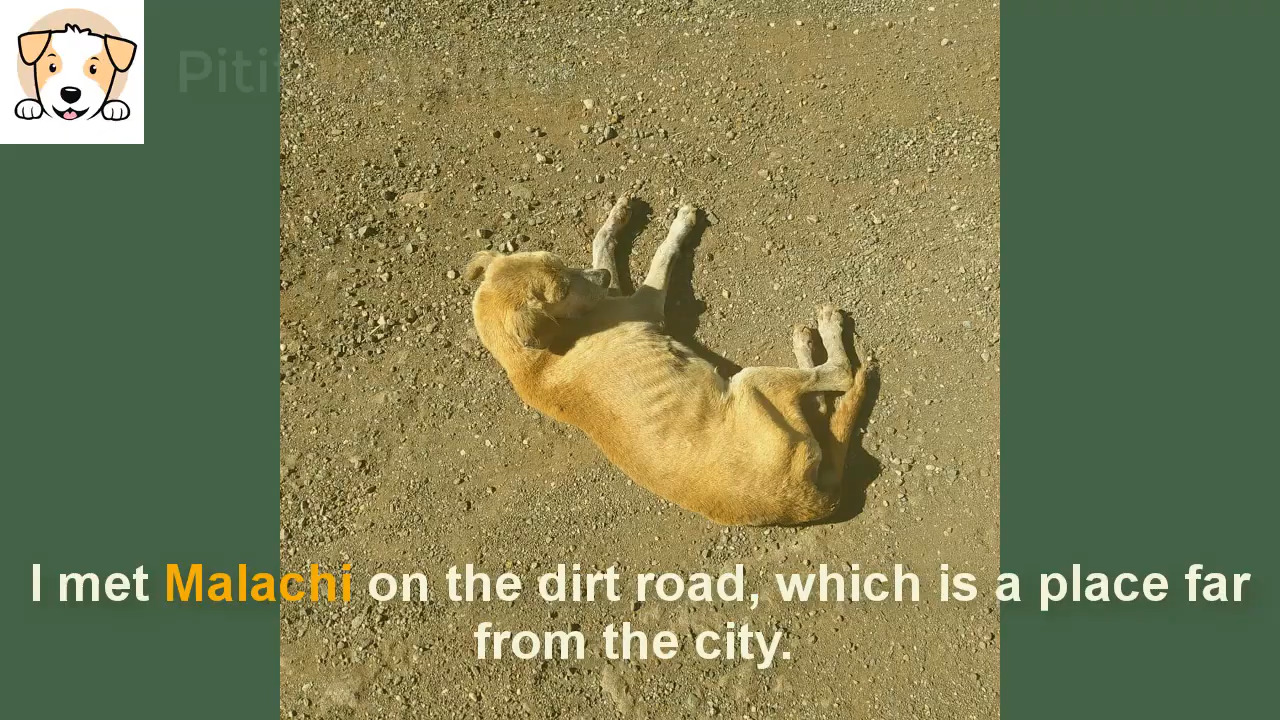 I met Malachi on the dirt road, which is a place far
from the city.